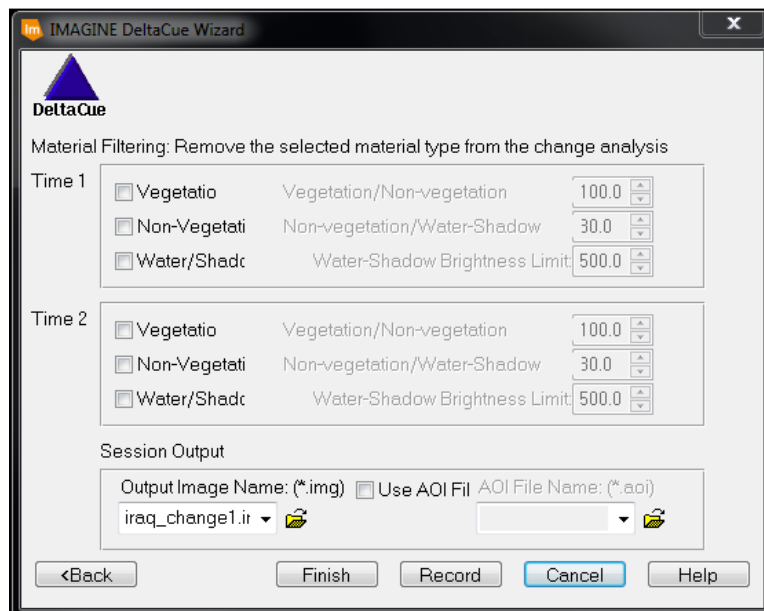 Im IMAGINE DeltaCue Wizard x
DeltaCue
Material Filtering: Remove the selected material type from the change analysis
Time 1
Vegetatio Vegetation/Non-vegetation 100.0
Non-Vegetati Non-vegetation/Water-Shadow 30.0
Water/Shadc Water-Shadow Brightness Limit: 500.0
Time 2
Vegetatio Vegetation/Non-vegetation 100.0
Non-Vegetati Non-vegetation/Water-Shadow 30.0
Water/Shadc Water-Shadow Brightness Limit: 500.0
Session Output
Output Image Name: (*.img) Use AOI Fil AOI File Name: (*.aoi)
iraq_change1.ir
<Back Finish Record Cancel Help